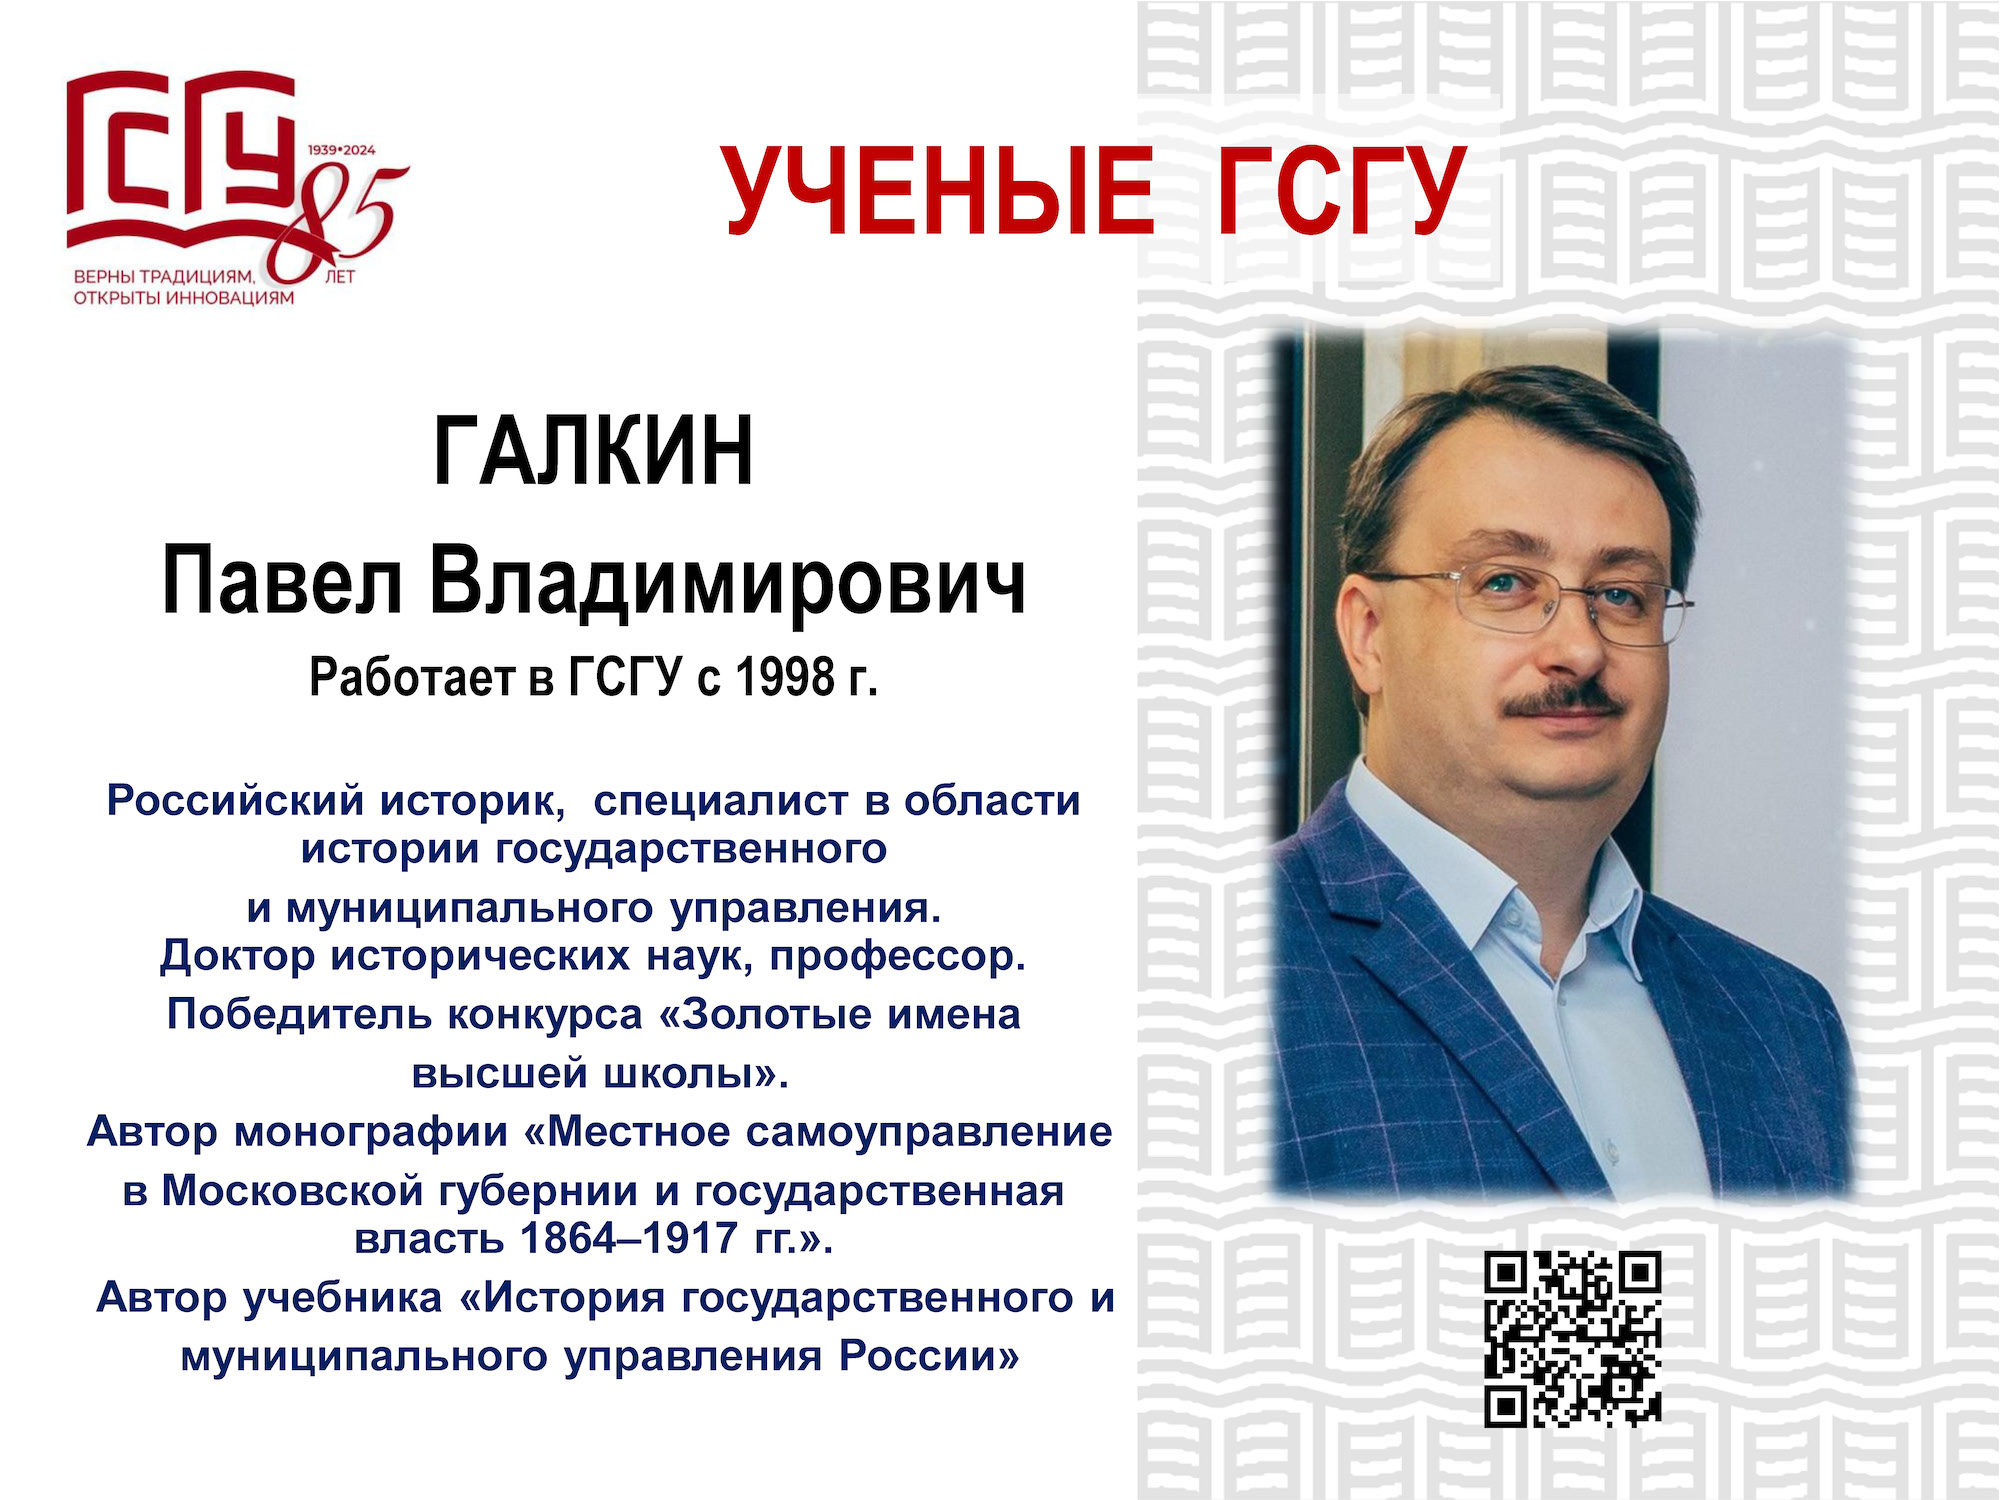 ГСГУ
1939•2024
85
ВЕРНЫ ТРАДИЦИЯМ, ЛЕТ
ОТКРЫТЫ ИННОВАЦИЯМ
УЧЕНЫЕ ГСГУ
ГАЛКИН
Павел Владимирович
Работает в ГСГУ с 1998 г.
Российский историк, специалист в области
истории государственного
и муниципального управления.
Доктор исторических наук, профессор.
Победитель конкурса «Золотые имена
высшей школы».
Автор монографии «Местное самоуправление
в Московской губернии и государственная
власть 1864–1917 гг.».
Автор учебника «История государственного и
муниципального управления России»